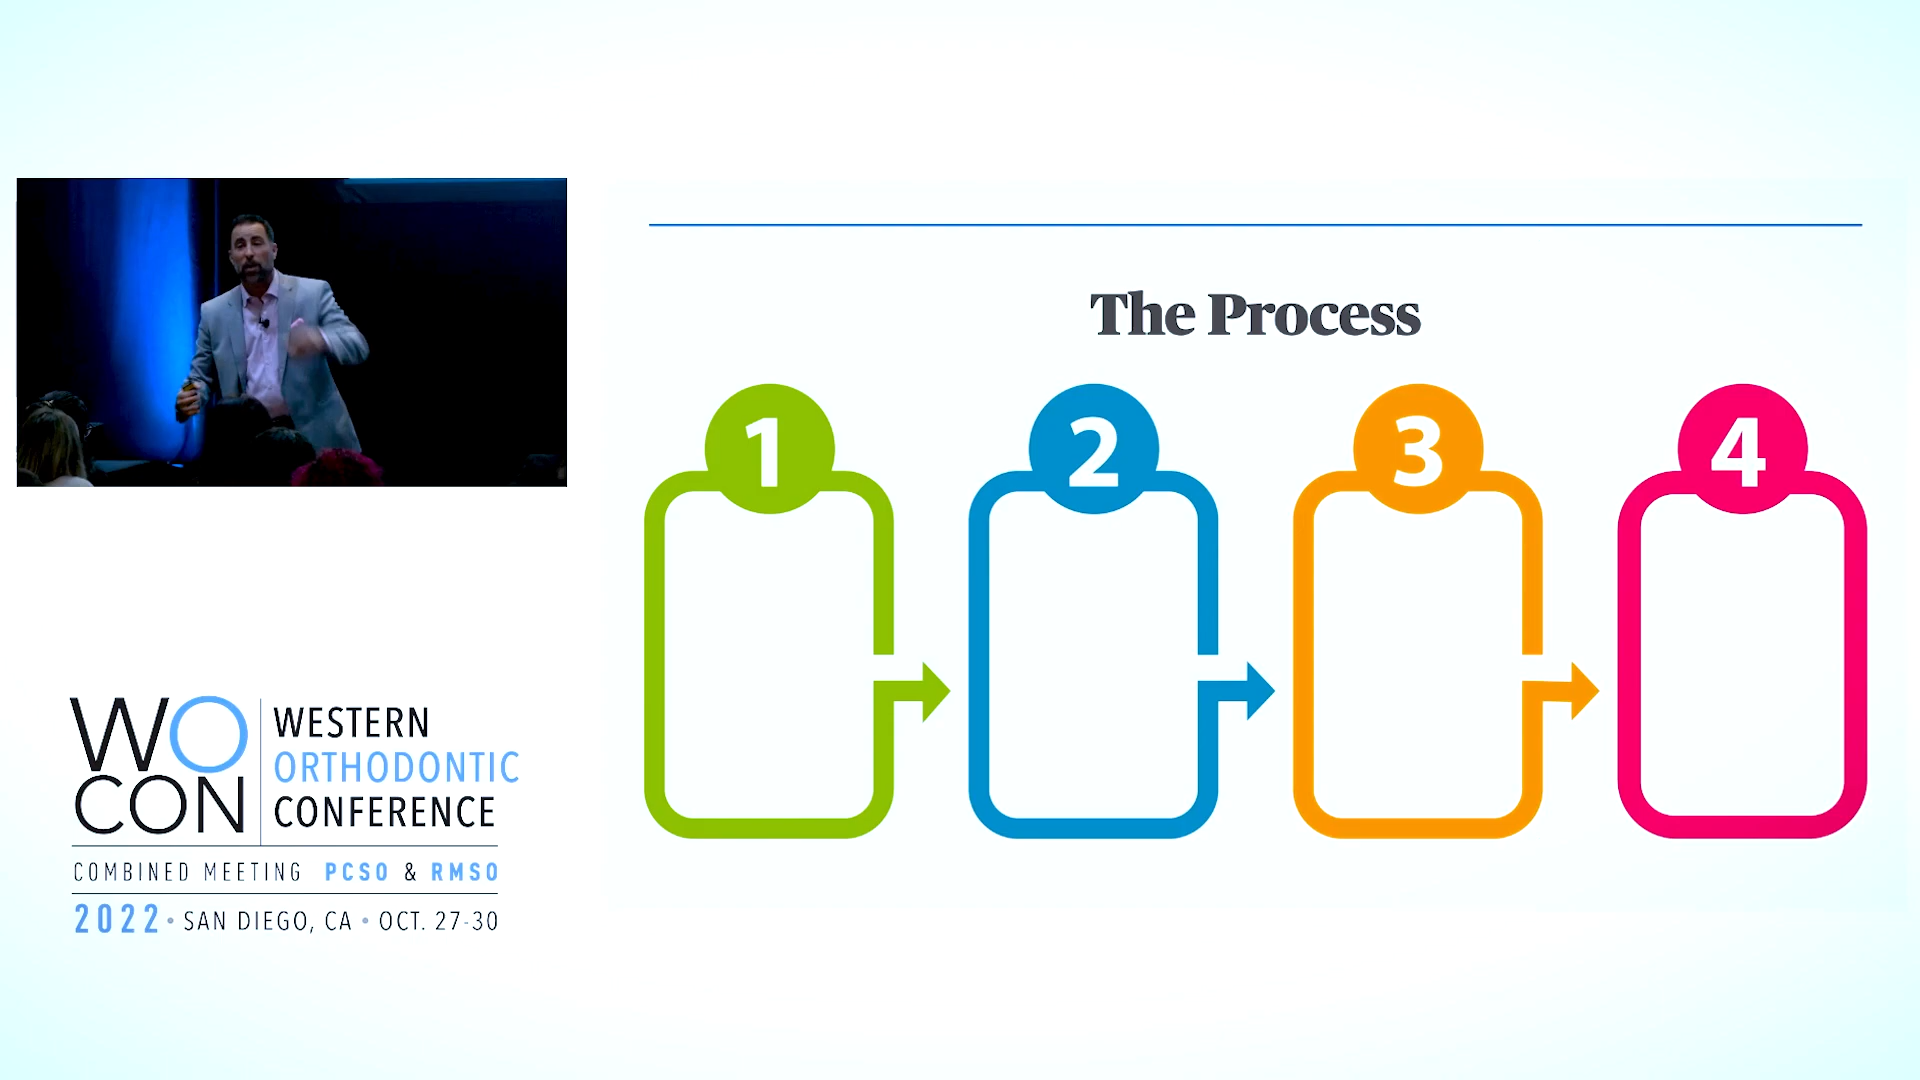 The Process
1
2
3
4
WO
CON
WESTERN
ORTHODONTIC
CONFERENCE
COMBINED MEETING PCSO & RMSO
2022 • SAN DIEGO, CA • OCT. 27-30